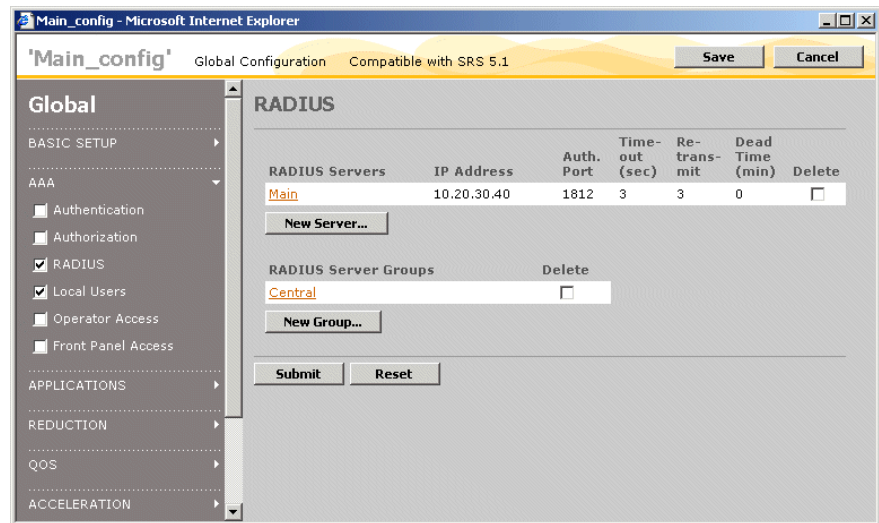 Main_config - Microsoft Internet Explorer
'Main_config' Global Configuration Compatible with SRS 5.1 Save Cancel
Global
BASIC SETUP
AAA
Authentication
Authorization
RADIUS
Local Users
Operator Access
Front Panel Access
APPLICATIONS
REDUCTION
QOS
ACCELERATION
RADIUS
RADIUS Servers IP Address Auth. Port Time-out (sec) Re-trans-mit Dead Time (min) Delete
Main 10.20.30.40 1812 3 3 0
New Server...
RADIUS Server Groups Delete
Central
New Group...
Submit Reset